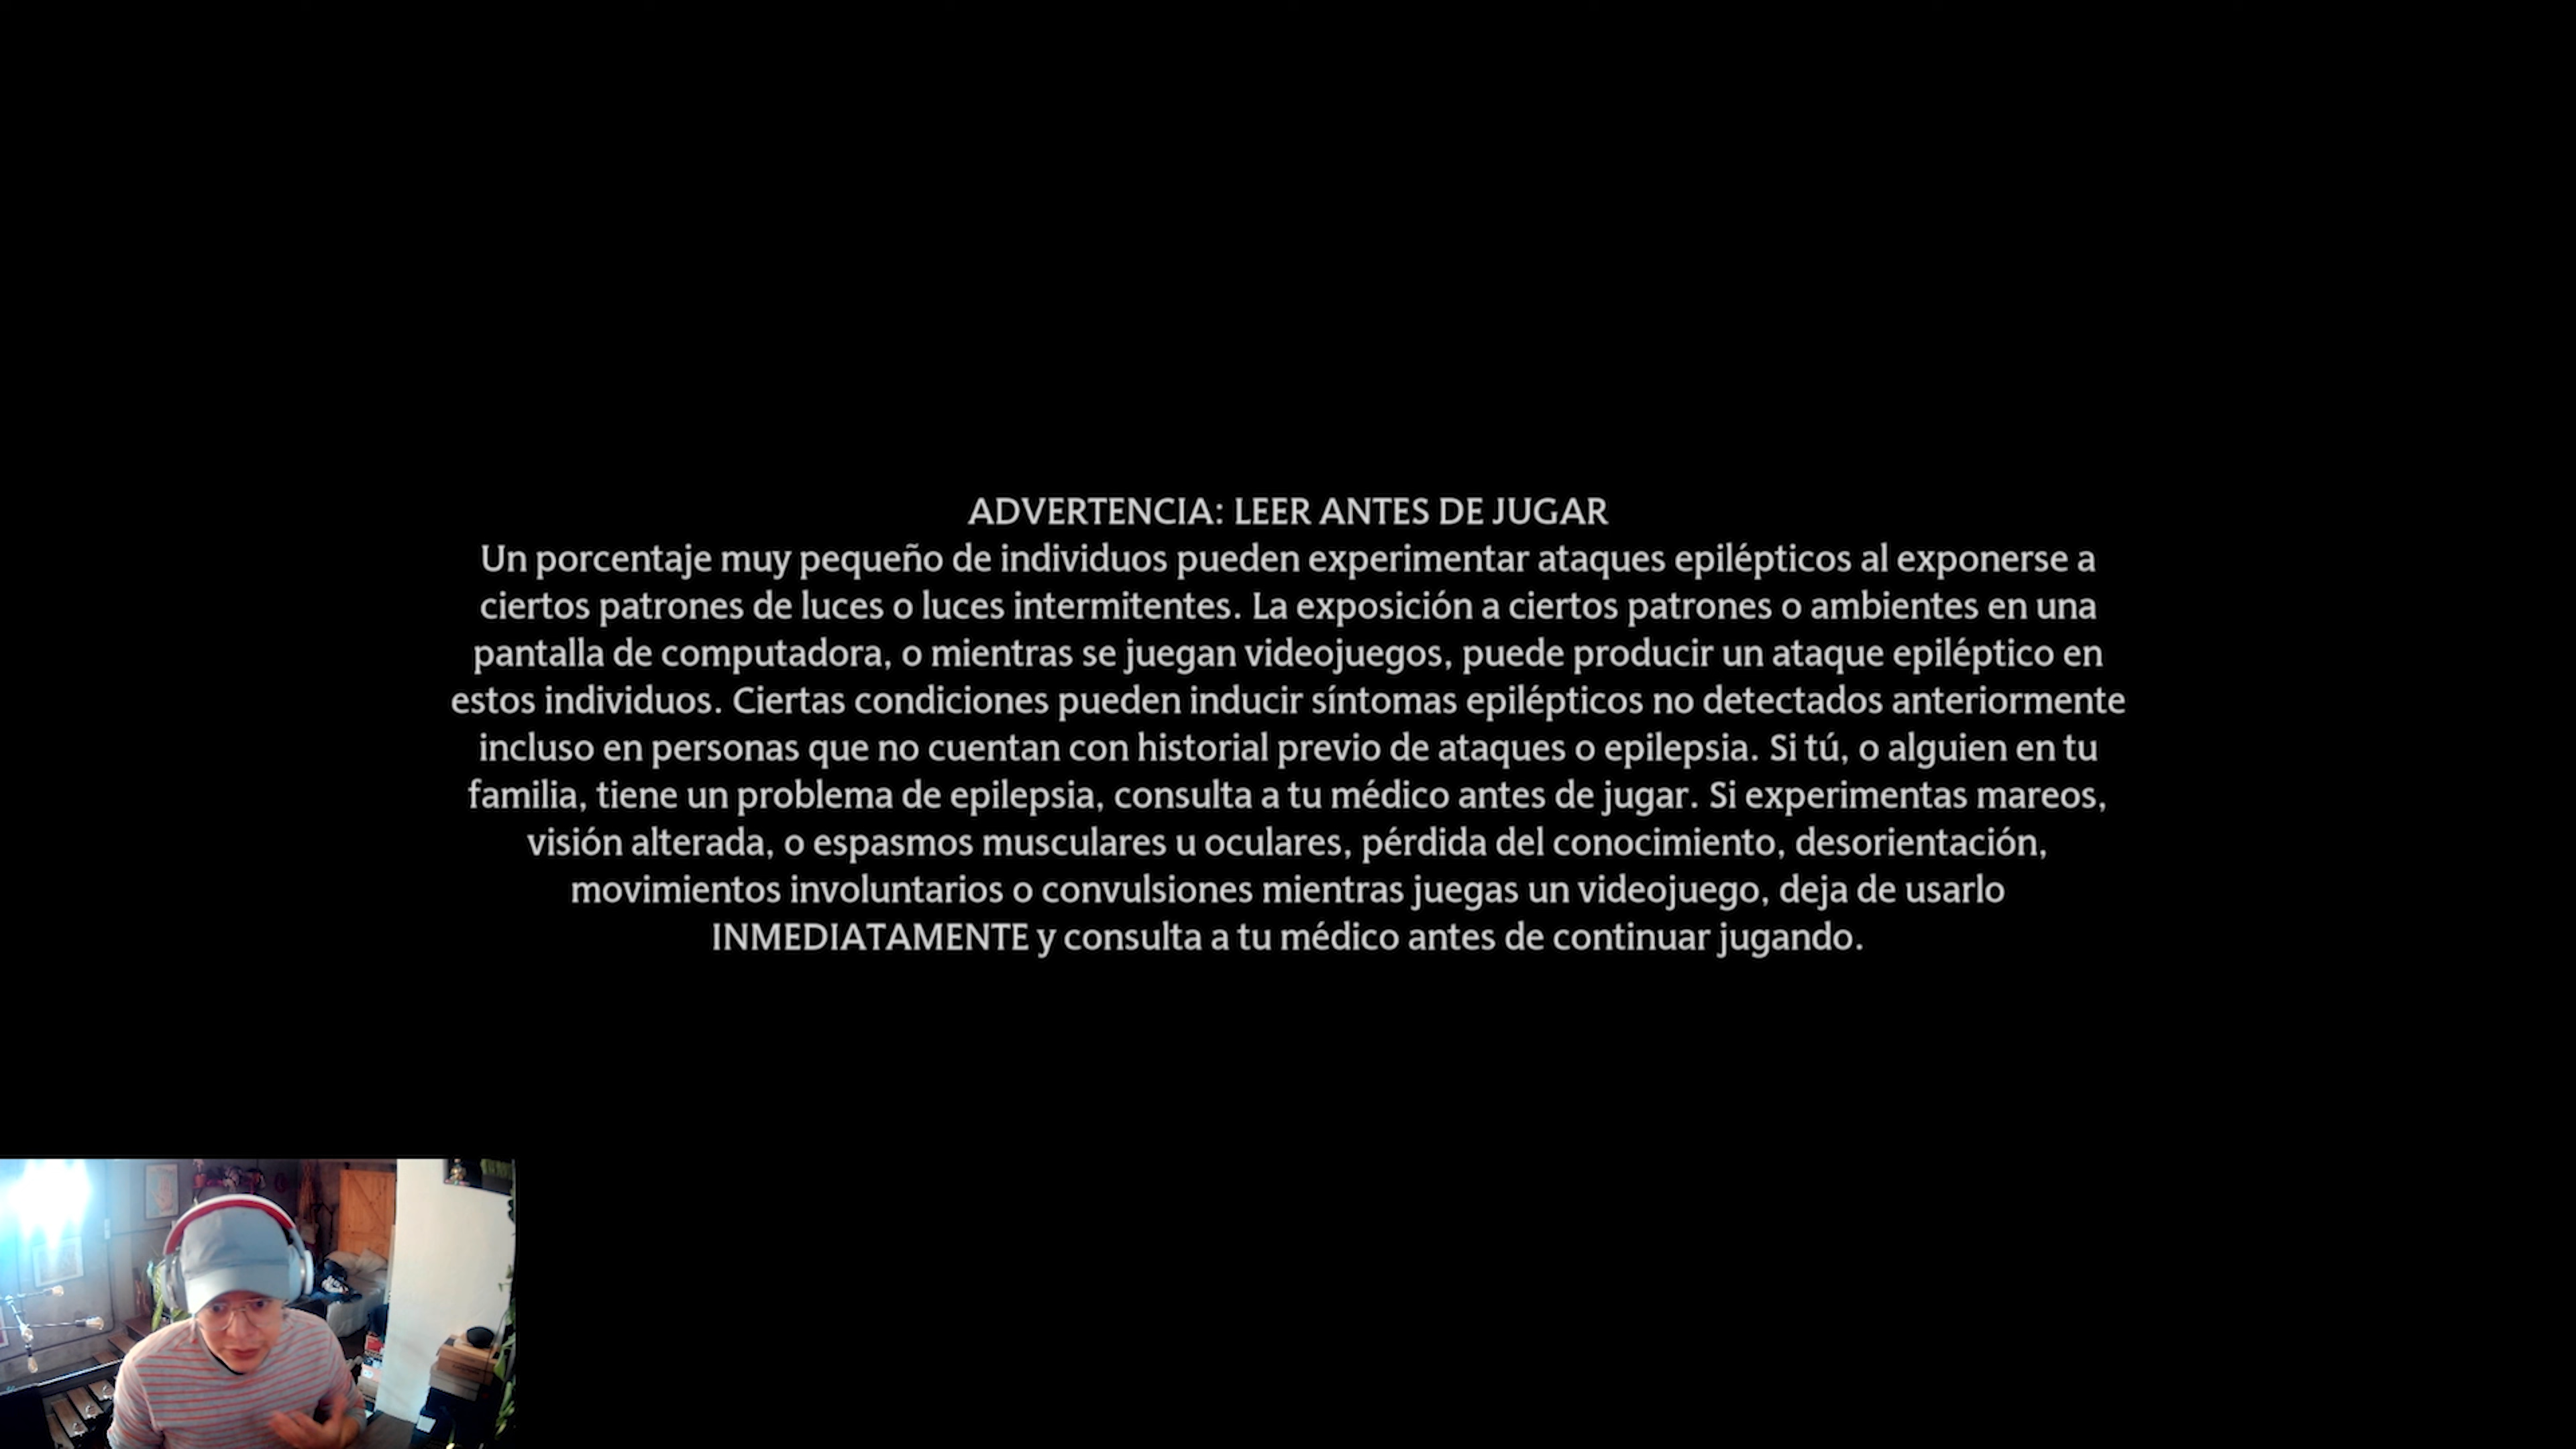 ADVERTENCIA: LEER ANTES DE JUGAR
Un porcentaje muy pequeño de individuos pueden experimentar ataques epilépticos al exponerse a
ciertos patrones de luces o luces intermitentes. La exposición a ciertos patrones o ambientes en una
pantalla de computadora, o mientras se juegan videojuegos, puede producir un ataque epiléptico en
estos individuos. Ciertas condiciones pueden inducir síntomas epilépticos no detectados anteriormente
incluso en personas que no cuentan con historial previo de ataques o epilepsia. Si tú, o alguien en tu
familia, tiene un problema de epilepsia, consulta a tu médico antes de jugar. Si experimentas mareos,
visión alterada, o espasmos musculares u oculares, pérdida del conocimiento, desorientación,
movimientos involuntarios o convulsiones mientras juegas un videojuego, deja de usarlo
INMEDIATAMENTE y consulta a tu médico antes de continuar jugando.